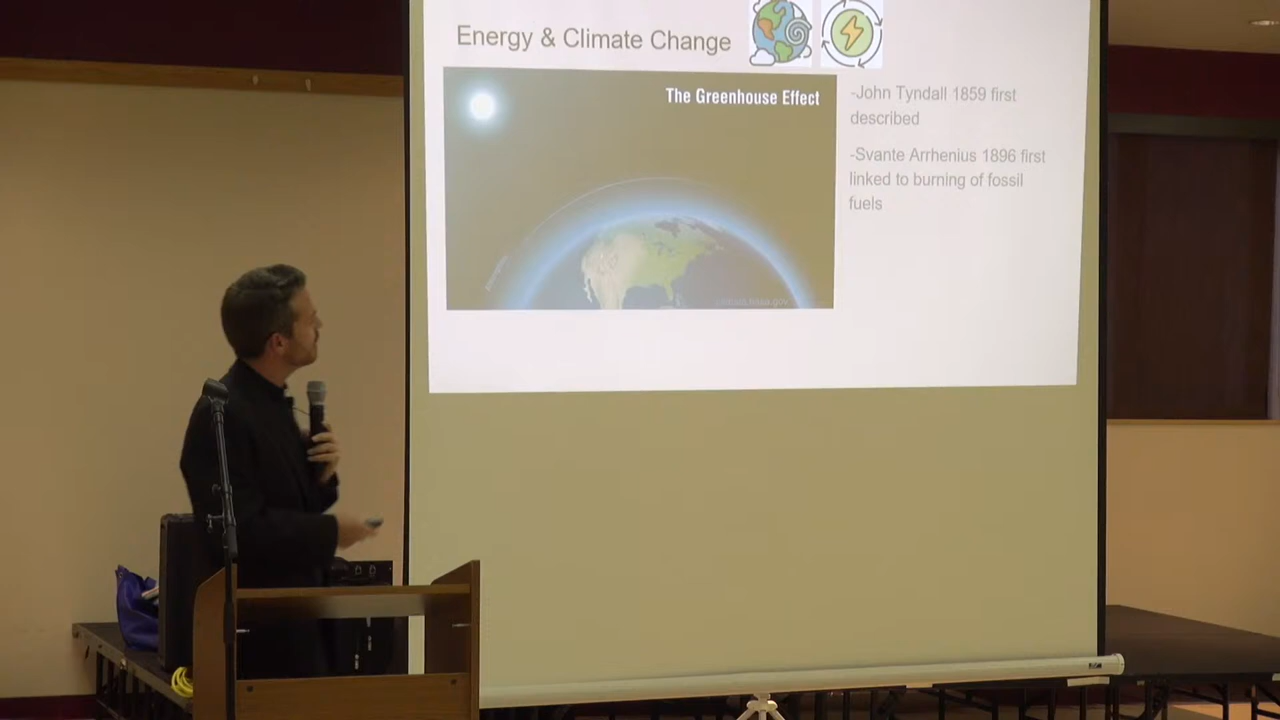 Energy & Climate Change
The Greenhouse Effect
-John Tyndall 1859 first
described
-Svante Arrhenius 1896 first
linked to burning of fossil
fuels